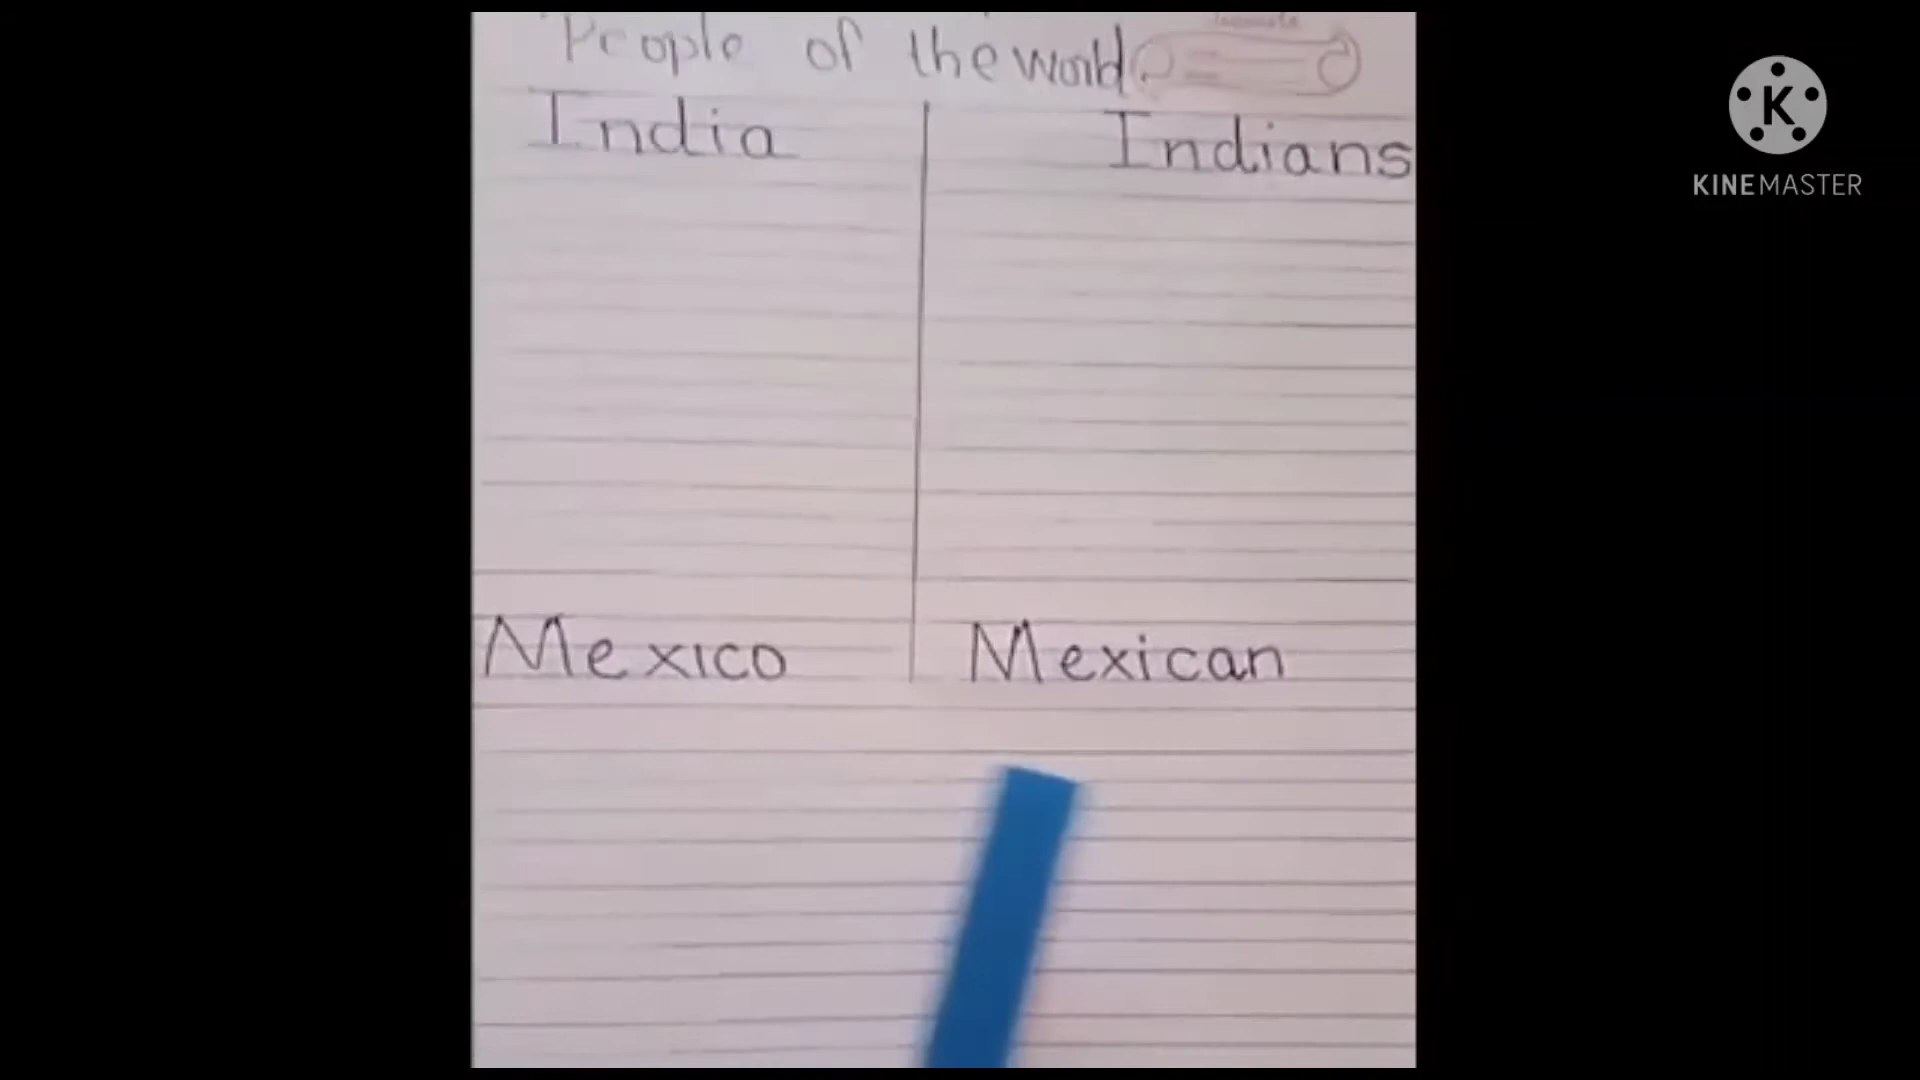 People of the world
India Indians
Mexico Mexican
K
KINEMASTER